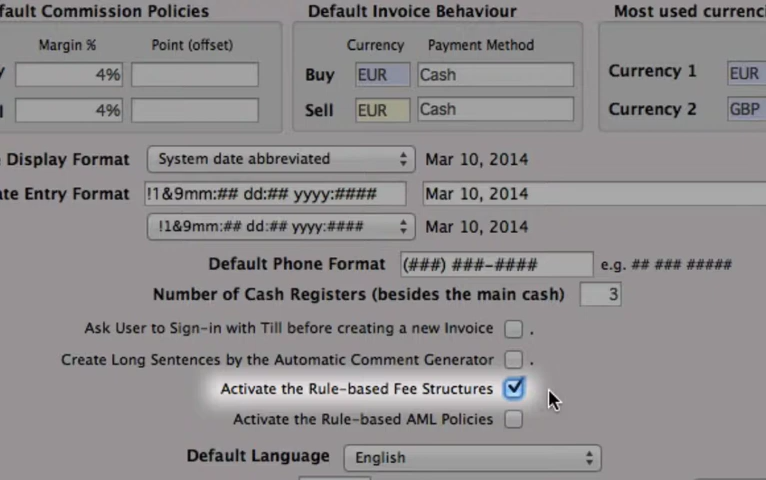 fault Commission Policies Default Invoice Behaviour Most used currenci
Margin % Point (offset) Currency Payment Method
y 4% Buy EUR Cash Currency 1 EUR
l 4% Sell EUR Cash Currency 2 GBP
e Display Format System date abbreviated Mar 10, 2014
ate Entry Format !1&9mm:## dd:## yyyy:#### Mar 10, 2014
!1&9mm:## dd:## yyyy:#### Mar 10, 2014
Default Phone Format (###) ###-#### e.g. ## ### #####
Number of Cash Registers (besides the main cash) 3
Ask User to Sign-in with Till before creating a new Invoice .
Create Long Sentences by the Automatic Comment Generator .
Activate the Rule-based Fee Structures
Activate the Rule-based AML Policies
Default Language English